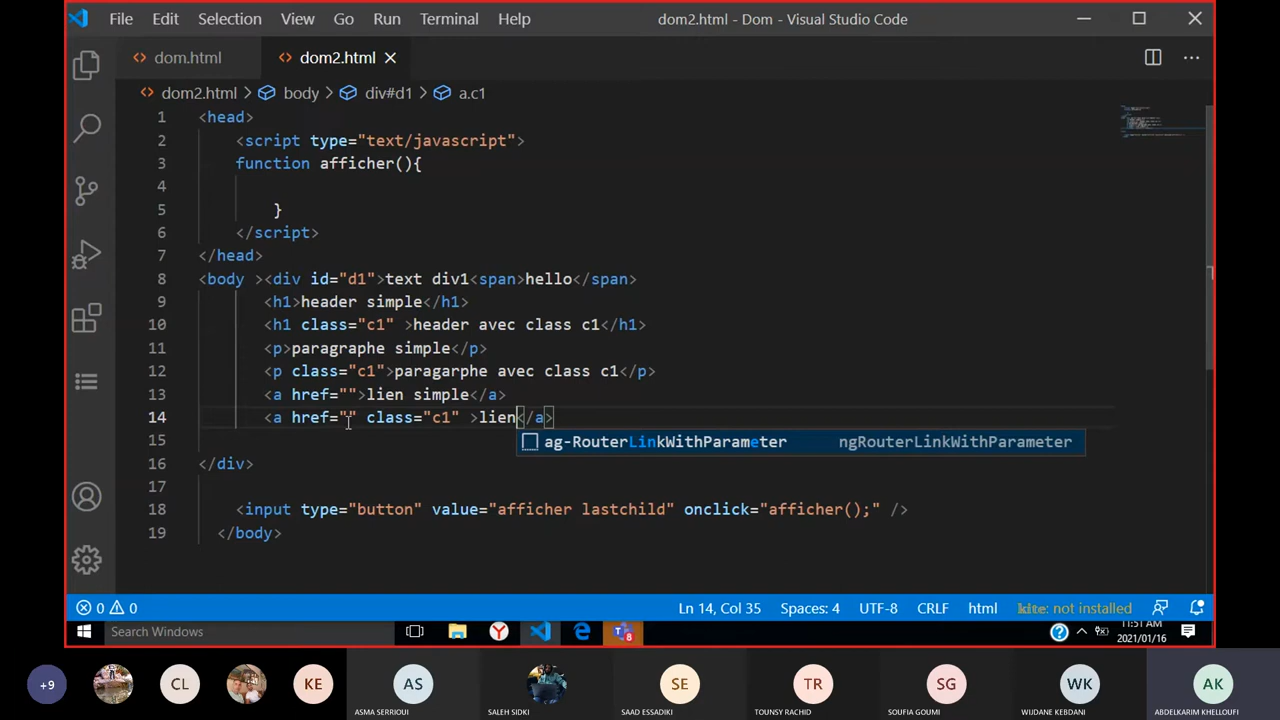 File Edit Selection View Go Run Terminal Help dom2.html - Dom - Visual Studio Code
dom.html dom2.html
dom2.html > body > div#d1 > a.c1
1 <head>
2 <script type="text/javascript">
3 function afficher(){
4
5 }
6 </script>
7 </head>
8 <body ><div id="d1">text div1<span>hello</span>
9 <h1>header simple</h1>
10 <h1 class="c1" >header avec class c1</h1>
11 <p>paragraphe simple</p>
12 <p class="c1">paragarphe avec class c1</p>
13 <a href="">lien simple</a>
14 <a href="" class="c1" >lien</a>
ag-RouterLinkWithParameter ngRouterLinkWithParameter
15
16 </div>
17
18 <input type="button" value="afficher lastchild" onclick="afficher();" />
19 </body>
0 0 Ln 14, Col 35 Spaces: 4 UTF-8 CRLF html kite: not installed
Search Windows 8 11:51 AM
2021/01/16
+9 CL KE AS SE TR SG WK AK
ASMA SERRIOUI SALEH SIDKI SAAD ESSADIKI TOUNSY RACHID SOUFIA GOUMI WIJDANE KEBDANI ABDELKARIM KHELLOUFI